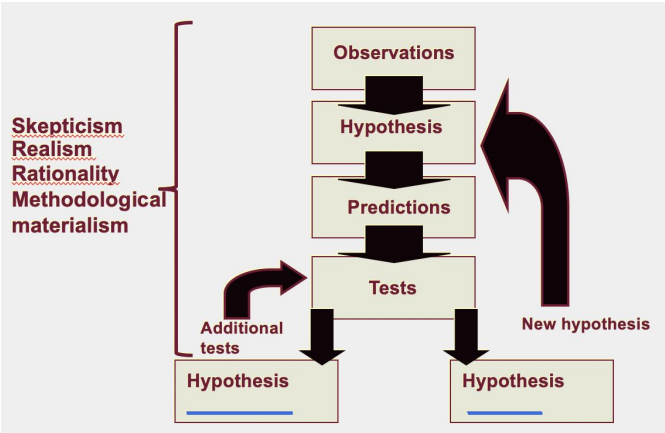 Observations
Skepticism
Realism
Rationality
Methodological
materialism
Hypothesis
Predictions
Tests
Additional
tests
New hypothesis
Hypothesis
Hypothesis